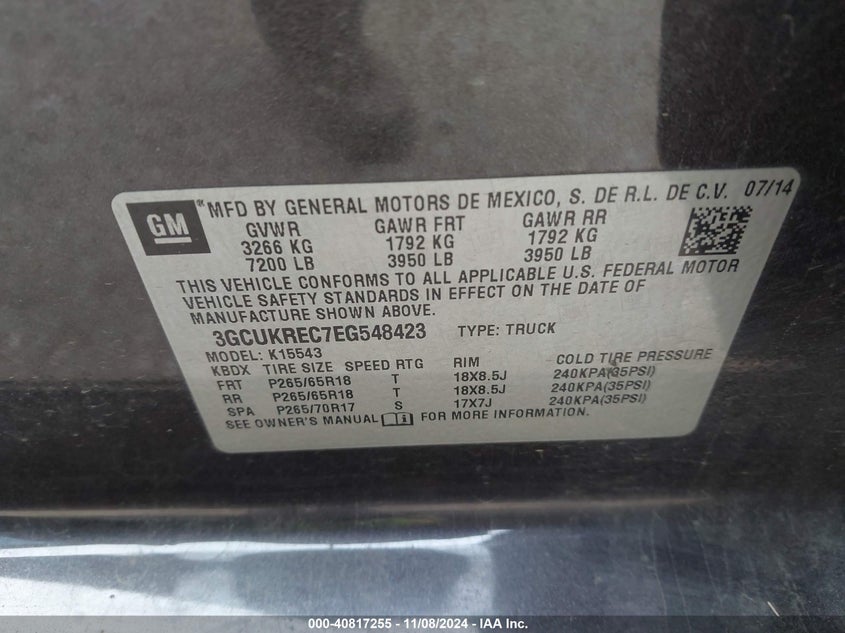 GM
MFD BY GENERAL MOTORS DE MEXICO, S. DE R.L. DE C.V. 07/14
GVWR GAWR FRT GAWR RR
3266 KG 1792 KG 1792 KG
7200 LB 3950 LB 3950 LB
THIS VEHICLE CONFORMS TO ALL APPLICABLE U.S. FEDERAL MOTOR
VEHICLE SAFETY STANDARDS IN EFFECT ON THE DATE OF
MANUFACTURE SHOWN ABOVE.
3GCUKREC7EG548423 TYPE: TRUCK
MODEL: K15543
KBDX TIRE SIZE SPEED RTG RIM COLD TIRE PRESSURE
FRT P265/65R18 T 18X8.5J 240KPA(35PSI)
RR P265/65R18 T 18X8.5J 240KPA(35PSI)
SPA P265/70R17 S 17X7J 240KPA(35PSI)
SEE OWNER'S MANUAL FOR MORE INFORMATION.
000-40817255 - 11/08/2024 - IAA Inc.